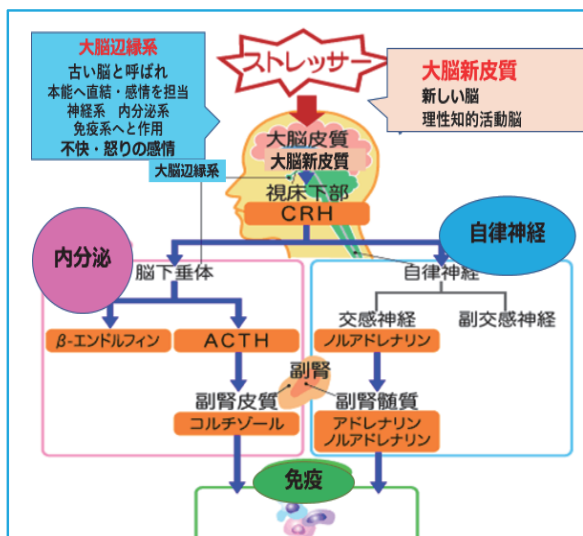 大脳辺縁系
古い脳と呼ばれ
本能へ直結・感情を担当
神経系 内分泌系
免疫系へと作用
不快・怒りの感情
ストレッサー
大脳新皮質
新しい脳
理性知的活動脳
大脳皮質
大脳新皮質
大脳辺縁系
視床下部
CRH
内分泌
自律神経
脳下垂体
自律神経
交感神経
副交感神経
β-エンドルフィン
ACTH
ノルアドレナリン
副腎
副腎皮質
副腎髄質
コルチゾール
アドレナリン
ノルアドレナリン
免疫